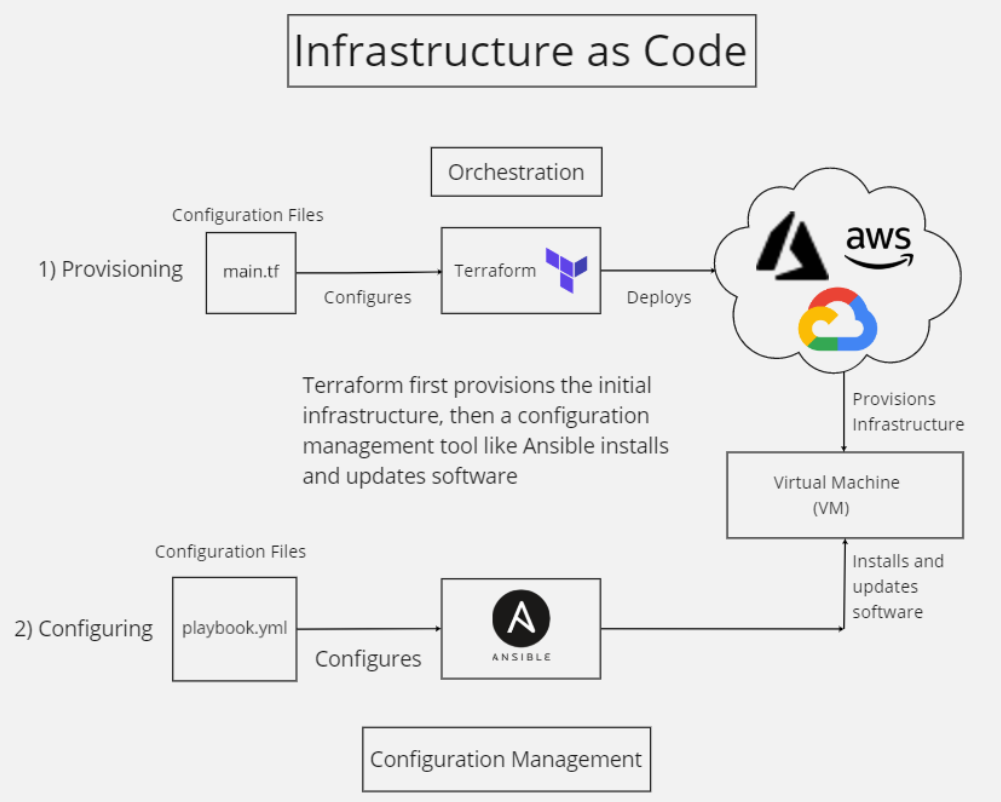 Infrastructure as Code
Orchestration
Configuration Files
1) Provisioning
main.tf
Configures
Terraform
Deploys
aws
Terraform first provisions the initial
infrastructure, then a configuration
management tool like Ansible installs
and updates software
Provisions
Infrastructure
Virtual Machine
(VM)
Installs and
updates
software
Configuration Files
2) Configuring
playbook.yml
Configures
ANSIBLE
Configuration Management